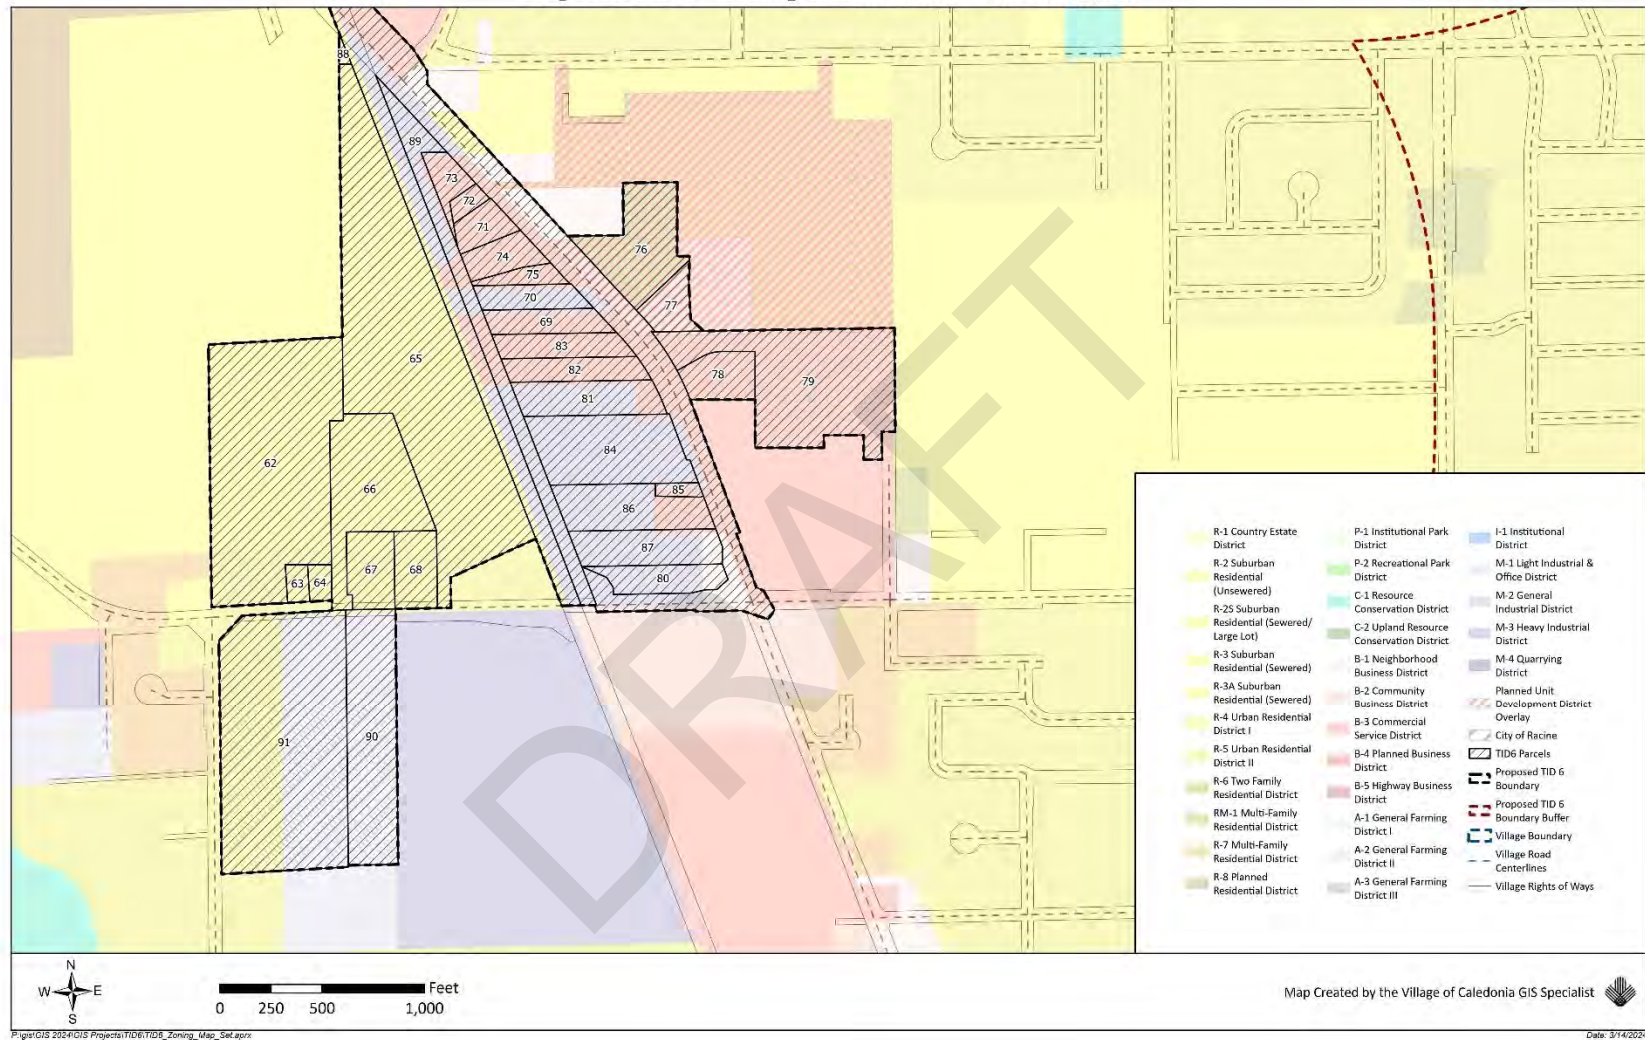 88
89
73
72
71
74
75
70
76
77
69
83
82
65
78
79
81
62
84
66
85
86
87
67
68
80
63
64
91
90
DRAFT
R-1 Country Estate
District
R-2 Suburban
Residential
(Unsewered)
R-2S Suburban
Residential (Sewered/
Large Lot)
R-3 Suburban
Residential (Sewered)
R-3A Suburban
Residential (Sewered)
R-4 Urban Residential
District I
R-5 Urban Residential
District II
R-6 Two Family
Residential District
RM-1 Multi-Family
Residential District
R-7 Multi-Family
Residential District
R-8 Planned
Residential District
P-1 Institutional Park
District
P-2 Recreational Park
District
C-1 Resource
Conservation District
C-2 Upland Resource
Conservation District
B-1 Neighborhood
Business District
B-2 Community
Business District
B-3 Commercial
Service District
B-4 Planned Business
District
B-5 Highway Business
District
A-1 General Farming
District I
A-2 General Farming
District II
A-3 General Farming
District III
I-1 Institutional
District
M-1 Light Industrial &
Office District
M-2 General
Industrial District
M-3 Heavy Industrial
District
M-4 Quarrying
District
Planned Unit
Development District
Overlay
City of Racine
TID6 Parcels
Proposed TID 6
Boundary
Proposed TID 6
Boundary Buffer
Village Boundary
Village Road
Centerlines
Village Rights of Ways
N
W E
S
Feet
0 250 500 1,000
Map Created by the Village of Caledonia GIS Specialist
P:\gis\GIS 2024\GIS Projects\TID6\TID6_Zoning_Map_Set.aprx
Date: 3/14/2024